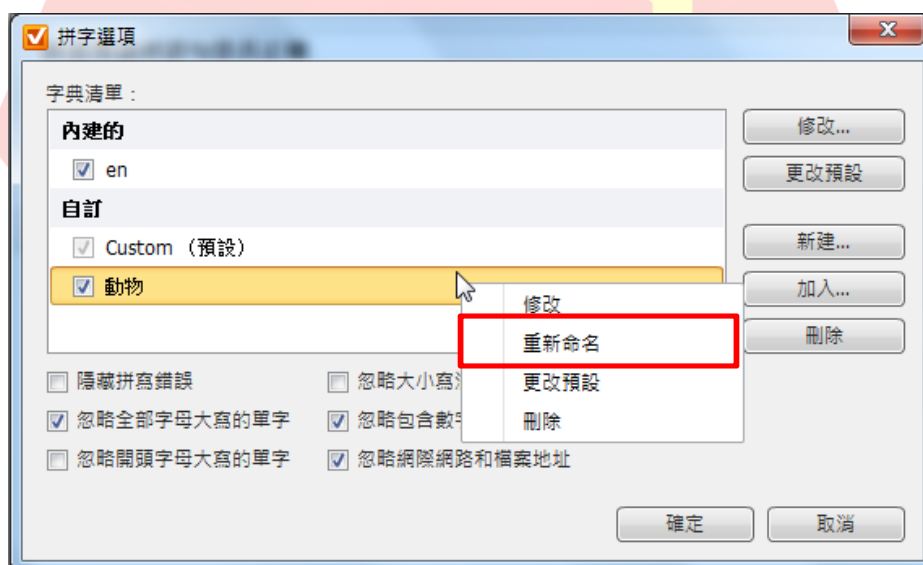 拼字選項
字典清單：
內建的
en
自訂
Custom （預設）
動物
修改...
更改預設
新建...
加入...
刪除
修改
重新命名
更改預設
刪除
隱藏拼寫錯誤
忽略大小寫
忽略全部字母大寫的單字
忽略包含數
忽略開頭字母大寫的單字
忽略網際網路和檔案地址
確定
取消